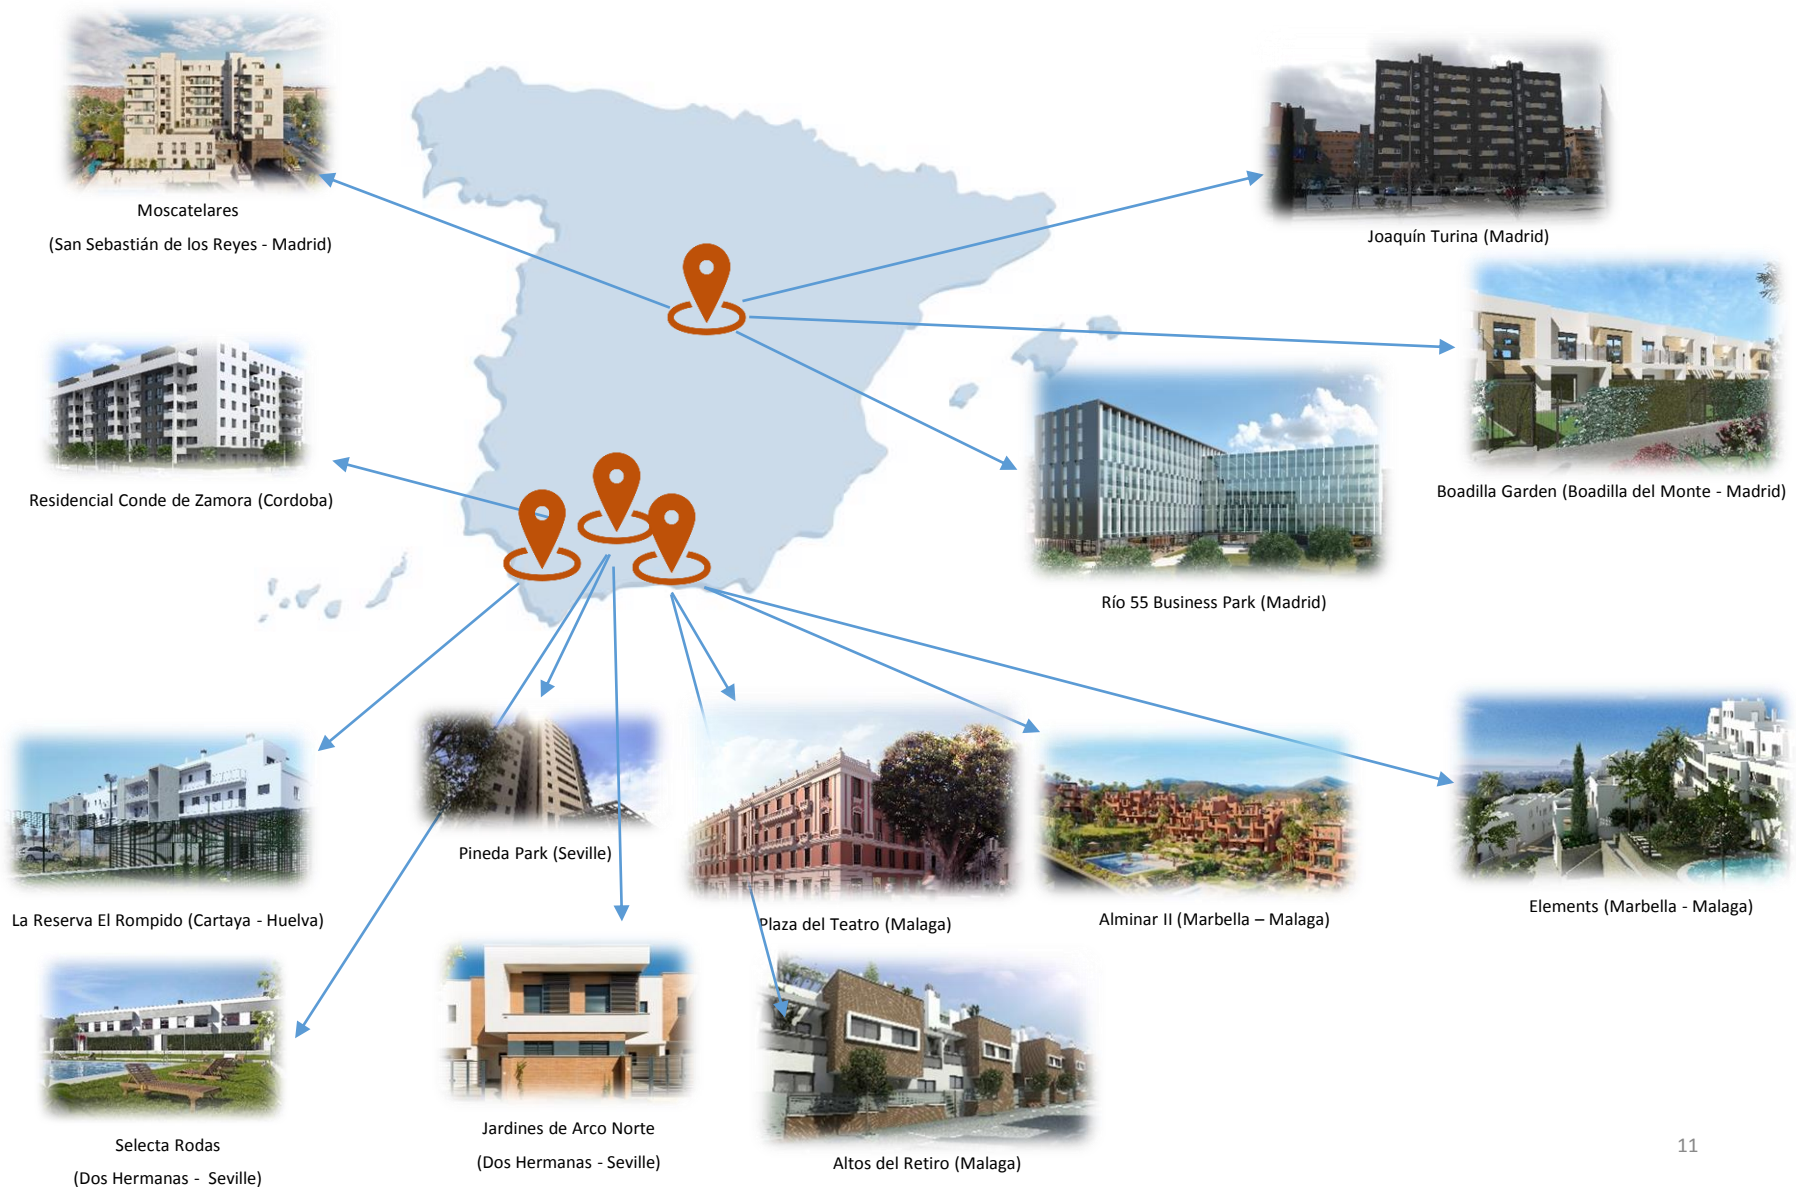 Moscatelares
(San Sebastián de los Reyes - Madrid)
Joaquín Turina (Madrid)
Residencial Conde de Zamora (Cordoba)
Boadilla Garden (Boadilla del Monte - Madrid)
Río 55 Business Park (Madrid)
Pineda Park (Seville)
La Reserva El Rompido (Cartaya - Huelva)
Plaza del Teatro (Malaga)
Alminar II (Marbella – Malaga)
Elements (Marbella - Malaga)
Selecta Rodas
(Dos Hermanas - Seville)
Jardines de Arco Norte
(Dos Hermanas - Seville)
Altos del Retiro (Malaga)
11